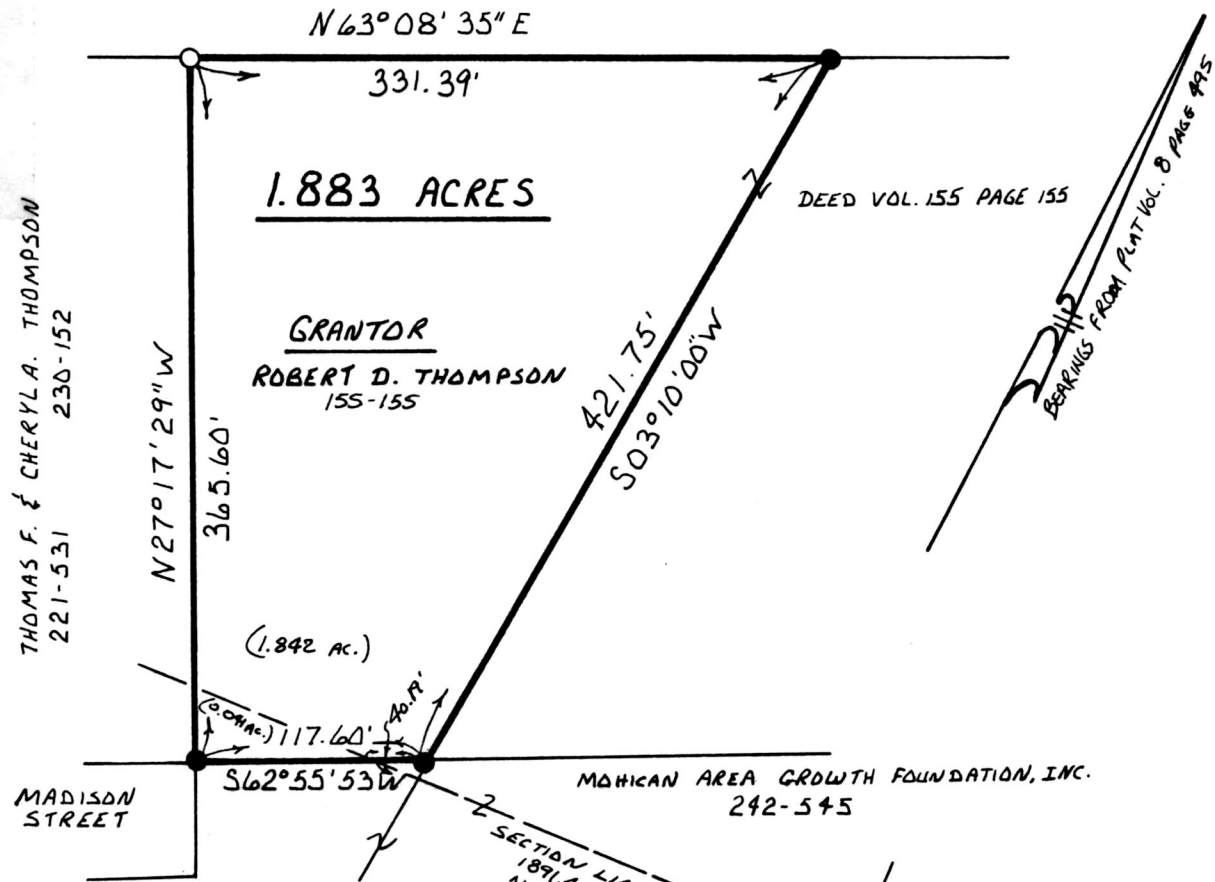 N63°08'35"E
331.39'
1.883 ACRES
DEED VOL. 155 PAGE 155
BEARINGS FROM PLAT VOL. 8 PAGE 495
THOMAS F. & CHERYL A. THOMPSON
221-531 230-152
GRANTOR
ROBERT D. THOMPSON
155-155
N27°17'29"W
365.60'
421.75'
S03°10'00"W
(1.842 AC.)
(0.041 AC.)
117.60'
40.19'
S62°55'53"W
MADISON
STREET
MOHICAN AREA GROWTH FOUNDATION, INC.
242-545
SECTION